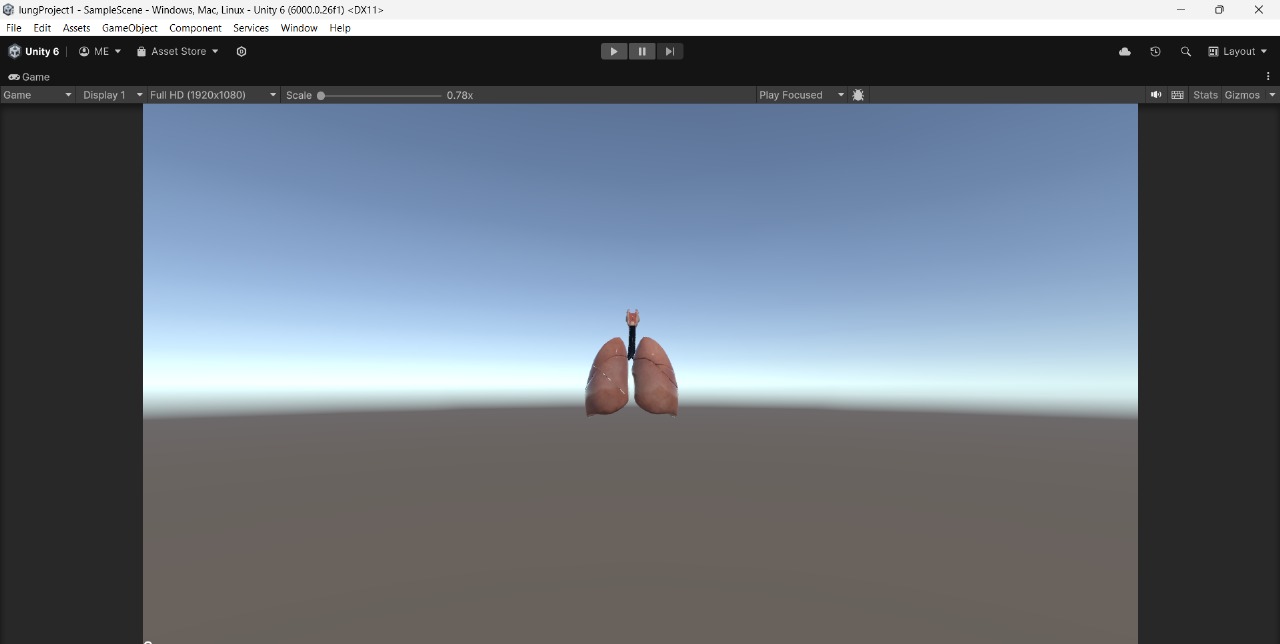 lungProject1 - SampleScene - Windows, Mac, Linux - Unity 6 (6000.0.26f1) <DX11>
File Edit Assets GameObject Component Services Window Help
Unity 6 ME Asset Store Layout
Game
Game Display 1 Full HD (1920x1080) Scale 0.78x Play Focused Stats Gizmos